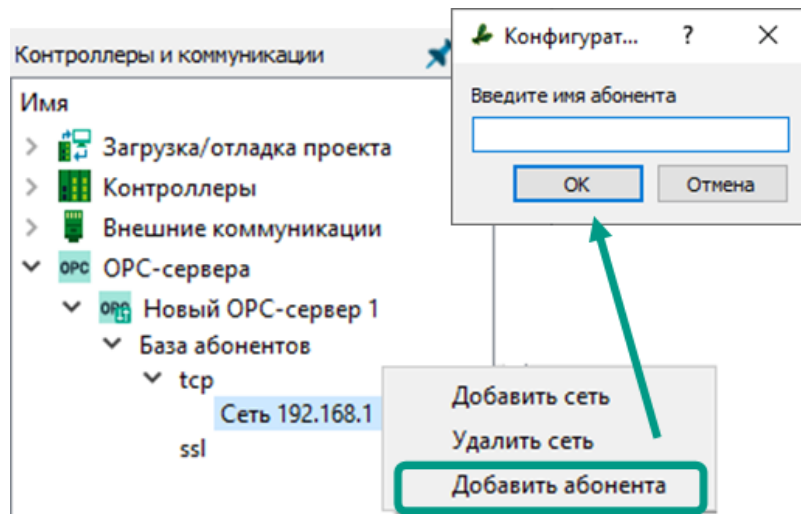 Контроллеры и коммуникации
Имя
Загрузка/отладка проекта
Контроллеры
Внешние коммуникации
OPC OPC-сервера
OPC Новый OPC-сервер 1
База абонентов
tcp
Сеть 192.168.1
ssl
Конфигурат... ?
Введите имя абонента
OK Отмена
Добавить сеть
Удалить сеть
Добавить абонента